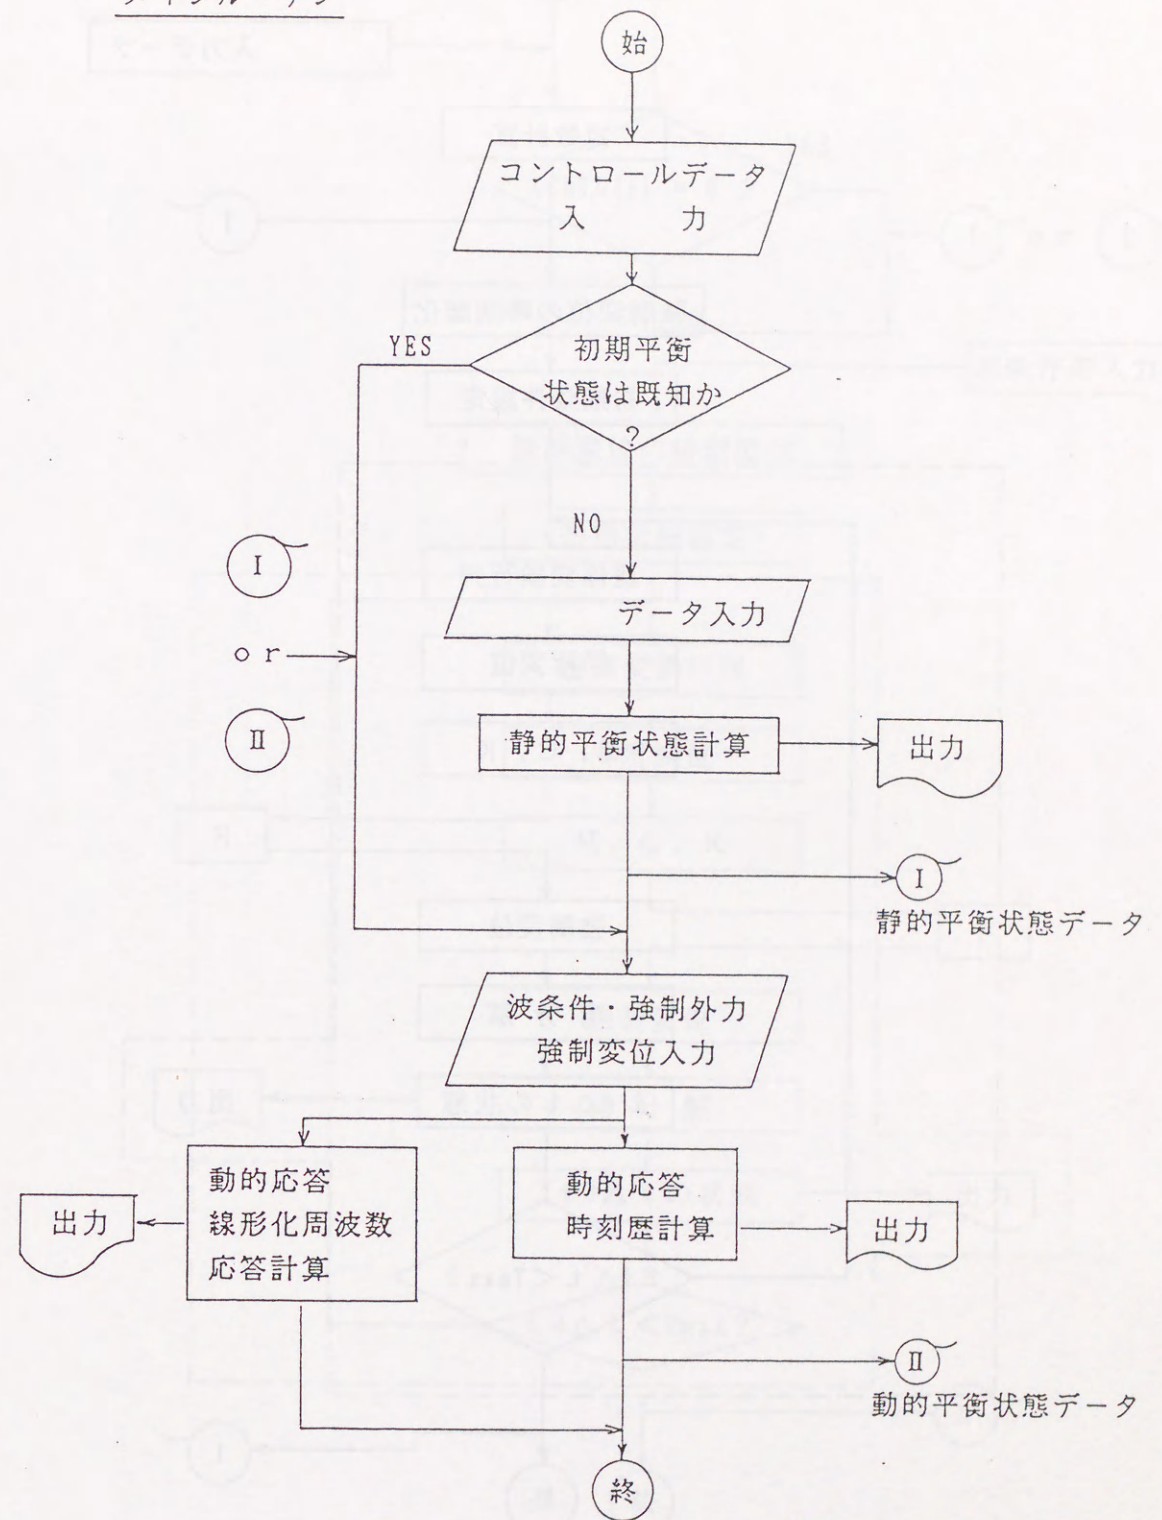 始
コントロールデータ
入 力
初期平衡
状態は既知か
?
YES
NO
I
or
II
データ入力
静的平衡状態計算
出力
I
静的平衡状態データ
波条件・強制外力
強制変位入力
動的応答
線形化周波数
応答計算
出力
動的応答
時刻歴計算
出力
II
動的平衡状態データ
終